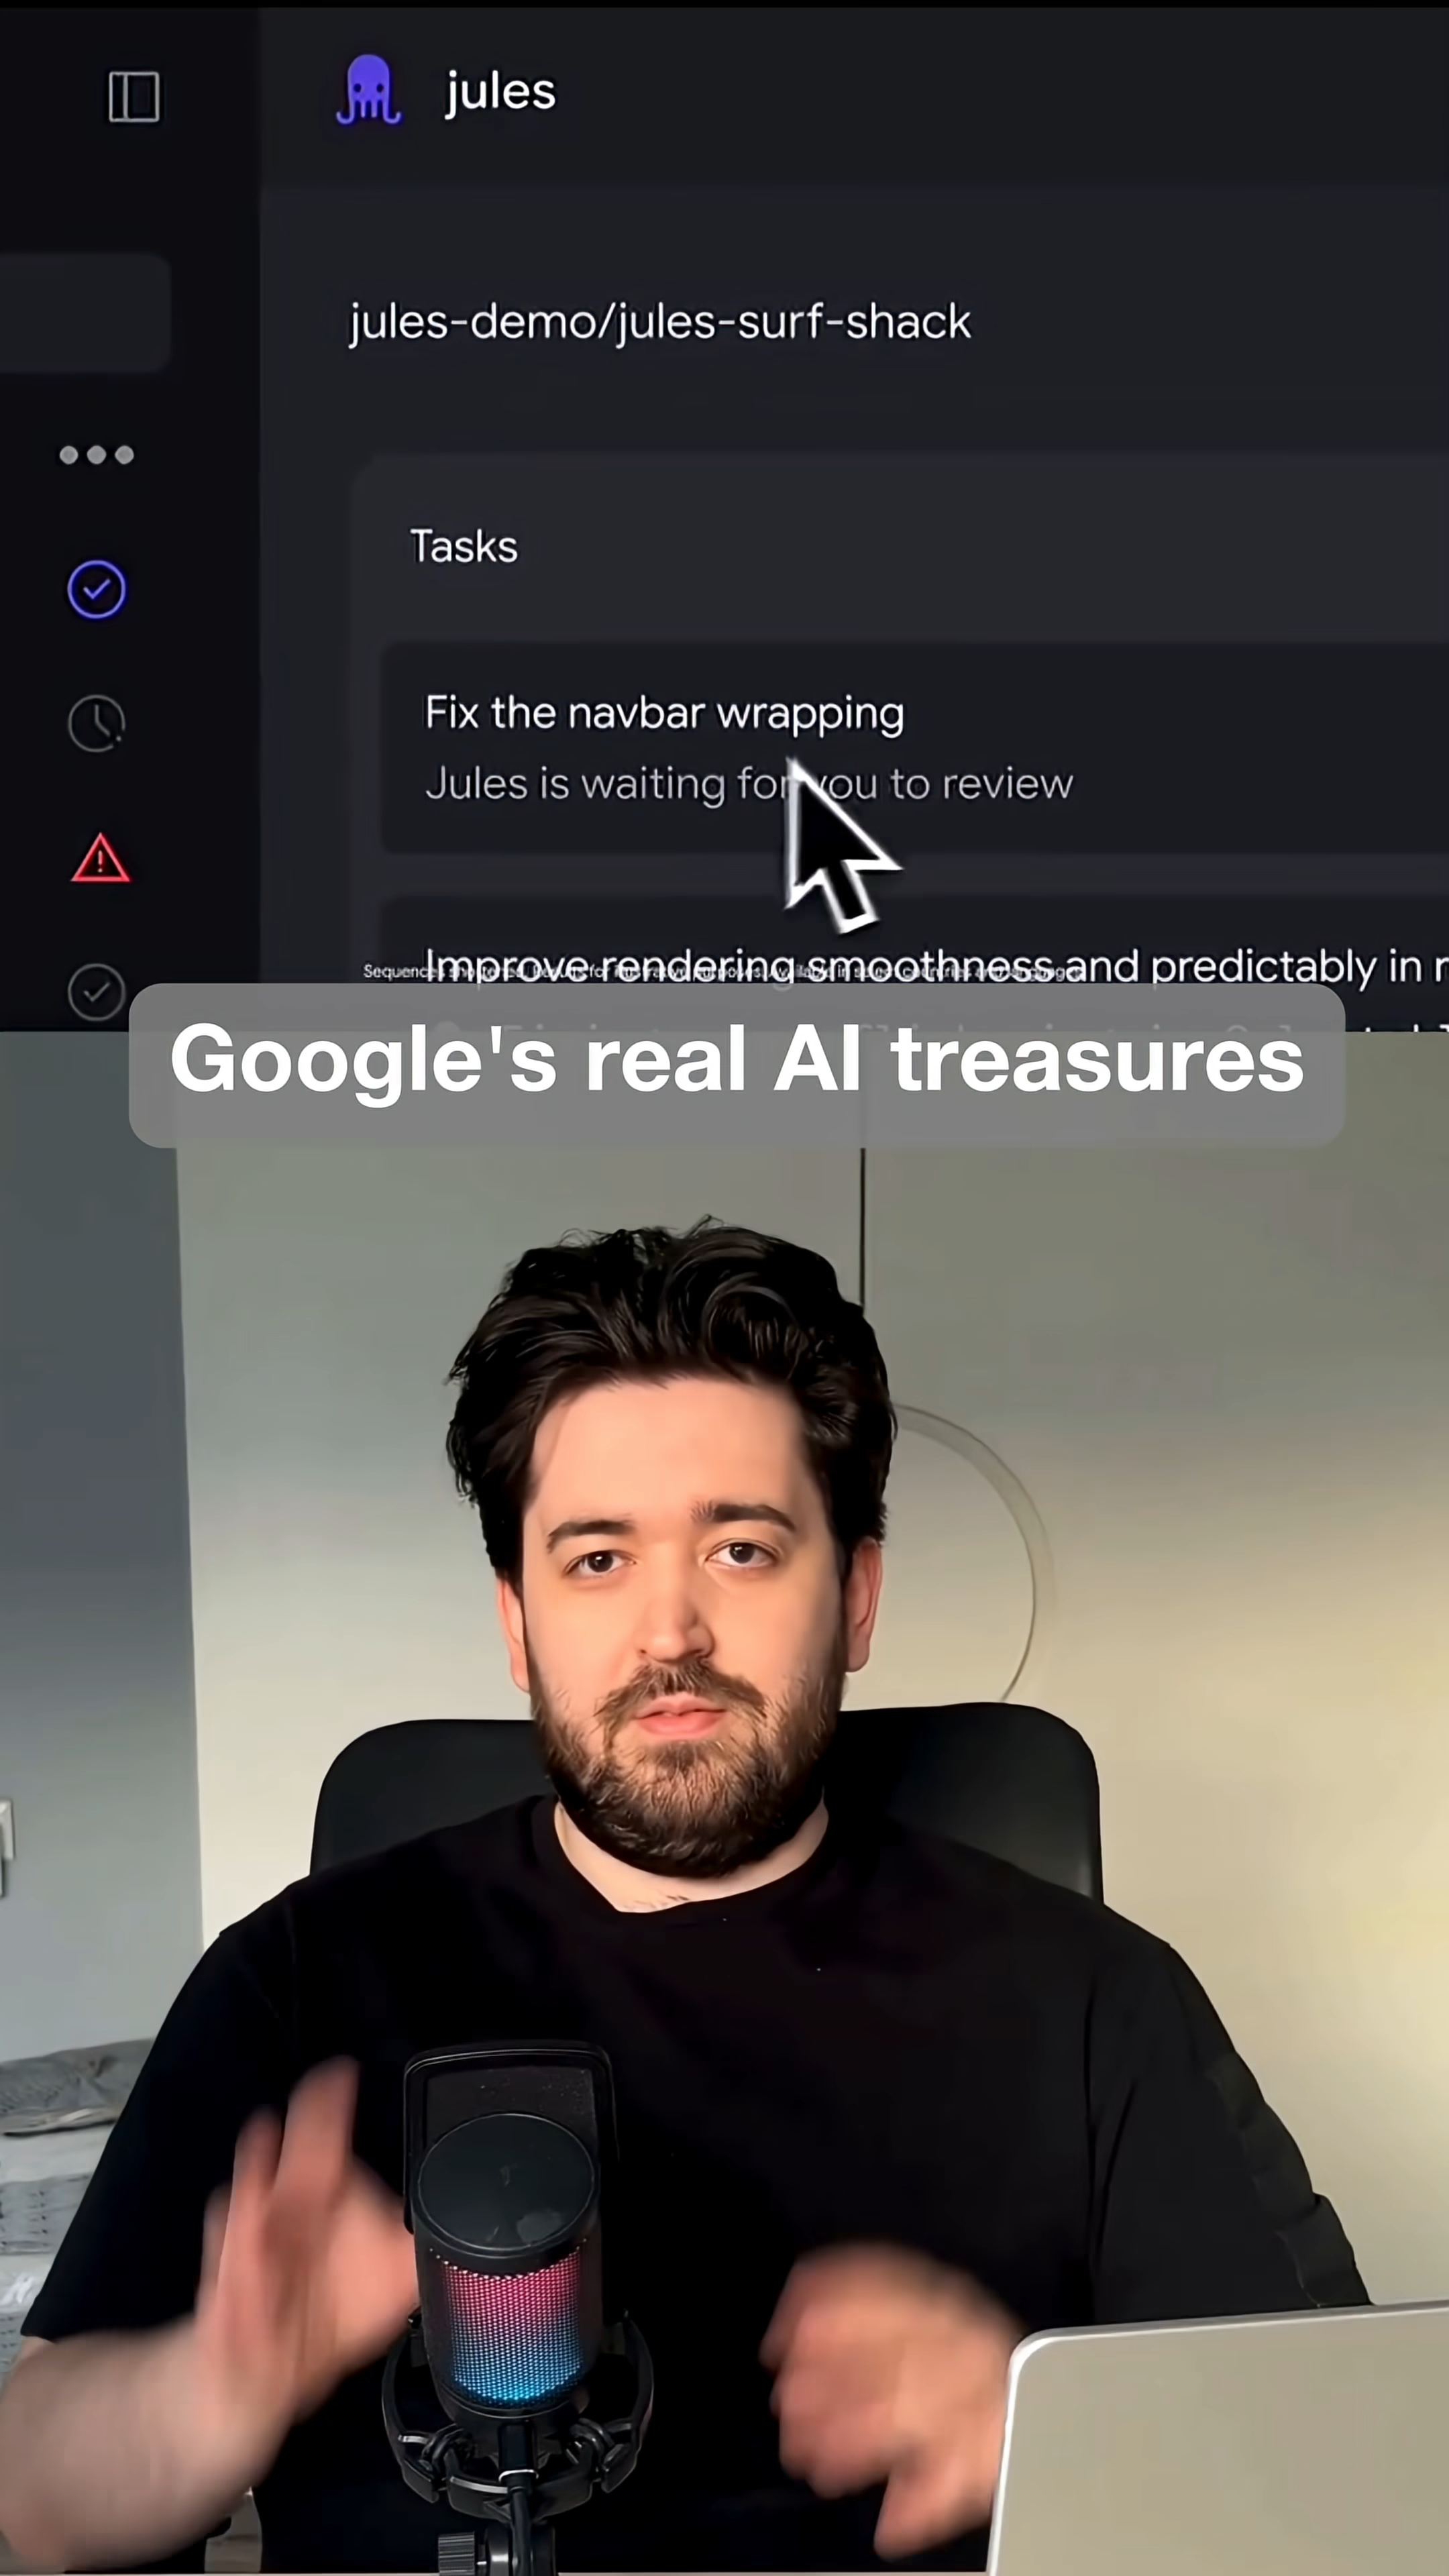 jules
jules-demo/jules-surf-shack
Tasks
Fix the navbar wrapping
Jules is waiting for you to review
Improve rendering smoothness and predictably in
Google's real AI treasures